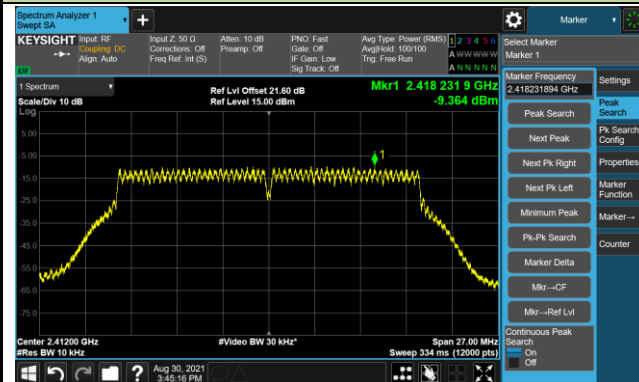 Spectrum Analyzer 1
Swept SA
Marker
KEYSIGHT
Input: RF
Coupling: DC
Align: Auto
Input Z: 50 Ω
Corrections: Off
Freq Ref: Int (S)
Atten: 10 dB
Preamp: Off
PNO: Fast
Gate: Off
IF Gain: Low
Sig Track: Off
Avg Type: Power (RMS)
Avg|Hold: 100/100
Trig: Free Run
1 2 3 4 5 6
A W W W W W
A N N N N N
Select Marker
Marker 1
LXI
1 Spectrum
Scale/Div 10 dB
Log
Ref Lvl Offset 21.60 dB
Ref Level 15.00 dBm
Mkr1 2.418 231 9 GHz
-9.364 dBm
5.00
-5.00
-15.0
-25.0
-35.0
-45.0
-55.0
-65.0
-75.0
1
Center 2.41200 GHz
#Res BW 10 kHz
#Video BW 30 kHz*
Span 27.00 MHz
Sweep 334 ms (12000 pts)
Marker Frequency
2.418231894 GHz
Peak Search
Next Peak
Next Pk Right
Next Pk Left
Minimum Peak
Pk-Pk Search
Marker Delta
Mkr→CF
Mkr→Ref Lvl
Continuous Peak
Search
On
Off
Settings
Peak
Search
Pk Search
Config
Properties
Marker
Function
Marker→
Counter
?
Aug 30, 2021
3:45:16 PM